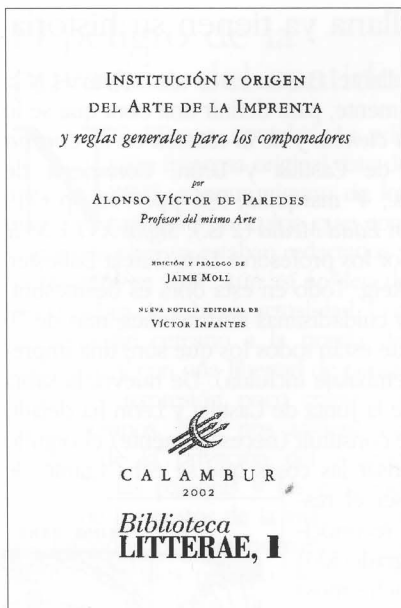 INSTITUCIÓN Y ORIGEN
DEL ARTE DE LA IMPRENTA
y reglas generales para los componedores
por
ALONSO VÍCTOR DE PAREDES
Profesor del mismo Arte
EDICIÓN Y PRÓLOGO DE
JAIME MOLL
NUEVA NOTICIA EDITORIAL DE
VÍCTOR INFANTES
CALAMBUR
2002
Biblioteca
LITTERAE, 1